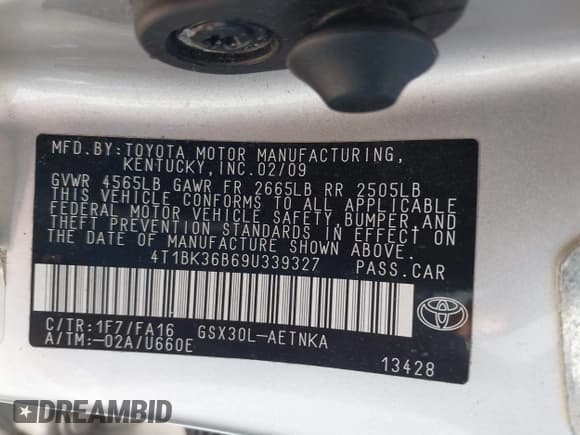 MFD.BY:TOYOTA MOTOR MANUFACTURING,
KENTUCKY, INC.02/09
GVWR 4565LB GAWR FR 2665LB RR 2505LB
THIS VEHICLE CONFORMS TO ALL APPLICABLE
FEDERAL MOTOR VEHICLE SAFETY, BUMPER, AND
THEFT PREVENTION STANDARDS IN EFFECT ON
THE DATE OF MANUFACTURE SHOWN ABOVE.
4T1BK36B69U339327 PASS.CAR
C/TR:1F7/FA16 GSX30L-AETNKA
A/TM:-02A/U660E
13428
DREAMBID